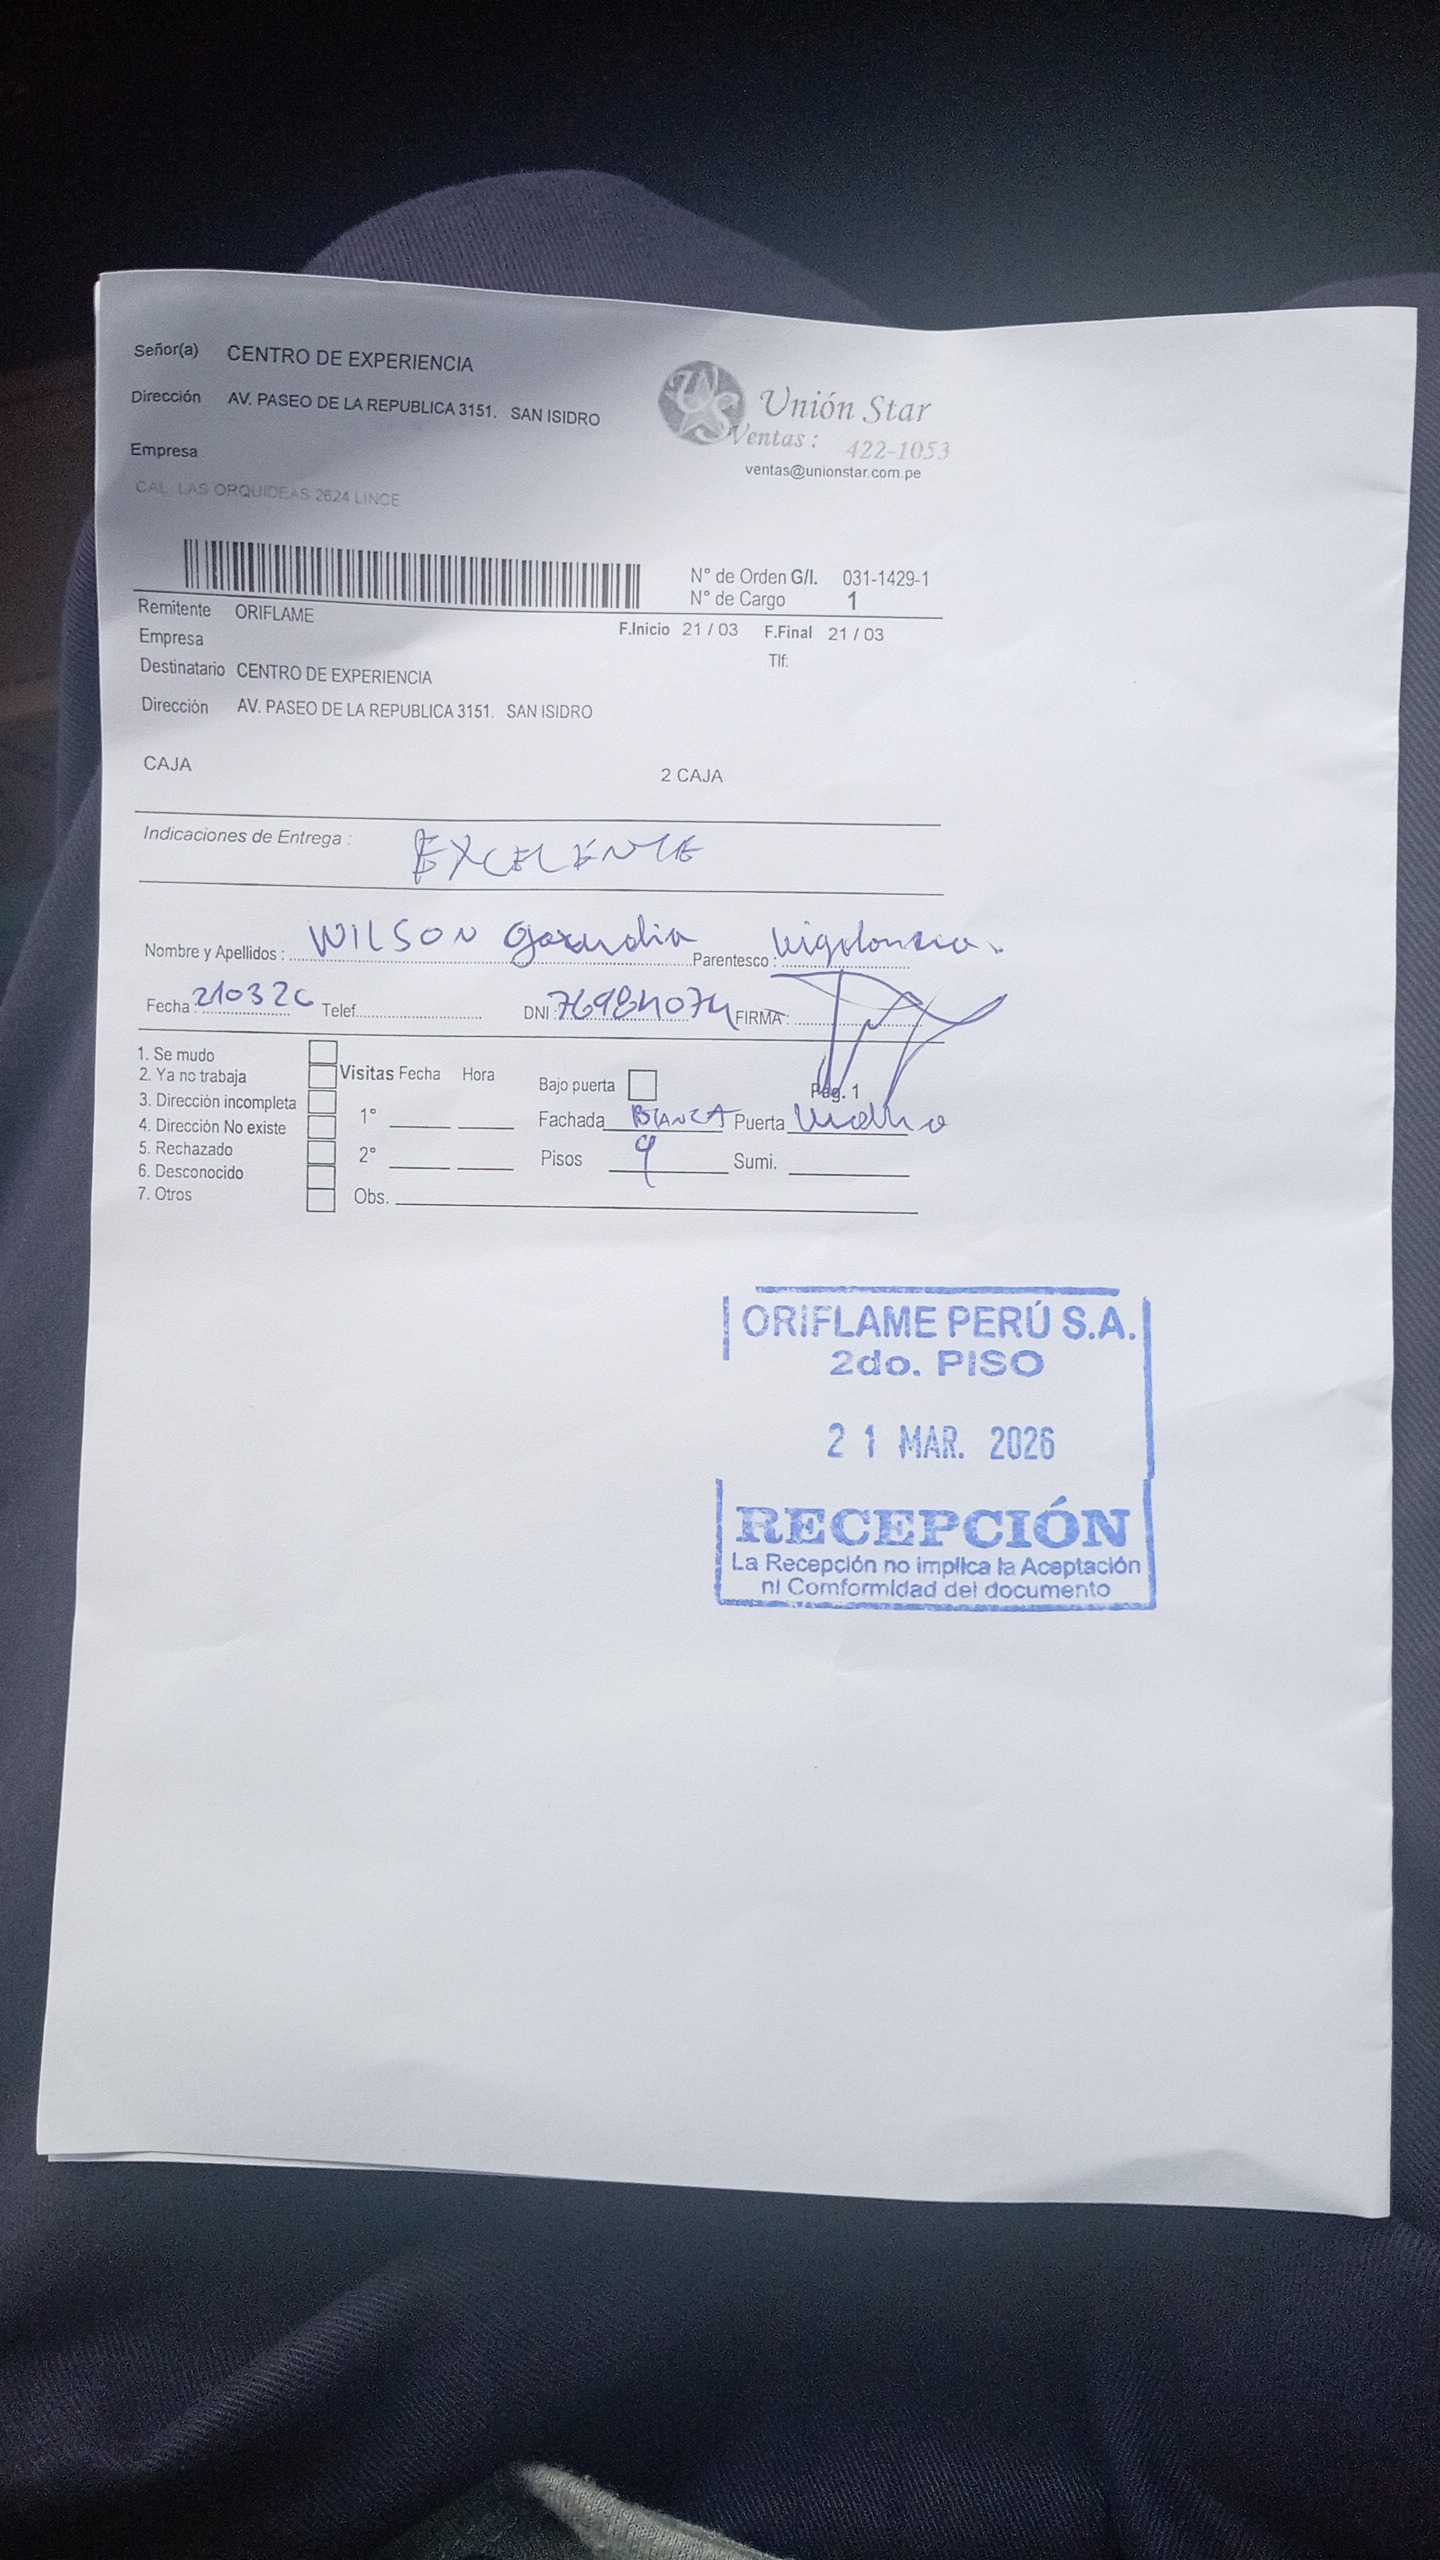 Señor(a) CENTRO DE EXPERIENCIA
Dirección AV. PASEO DE LA REPUBLICA 3151. SAN ISIDRO
Empresa
CAL. LAS ORQUIDEAS 2624 LINCE
Unión Star
Ventas : 422-1053
ventas@unionstar.com.pe
N° de Orden G/I. 031-1429-1
N° de Cargo 1
Remitente ORIFLAME
F.Inicio 21 / 03 F.Final 21 / 03
Empresa
Tlf:
Destinatario CENTRO DE EXPERIENCIA
Dirección AV. PASEO DE LA REPUBLICA 3151. SAN ISIDRO
CAJA 2 CAJA
Indicaciones de Entrega : EXCELENTE
Nombre y Apellidos : WILSON Parentesco :
Fecha : 210326 Telef. DNI : 76984074 FIRMA :
1. Se mudo
2. Ya no trabaja
3. Dirección incompleta
4. Dirección No existe
5. Rechazado
6. Desconocido
7. Otros
Visitas Fecha Hora
1°
2°
Obs.
Bajo puerta
Pág. 1
Fachada BLANCA Puerta
Pisos 9 Sumi.
ORIFLAME PERÚ S.A.
2do. PISO
21 MAR. 2026
RECEPCIÓN
La Recepción no implica la Aceptación
ni Comformidad del documento